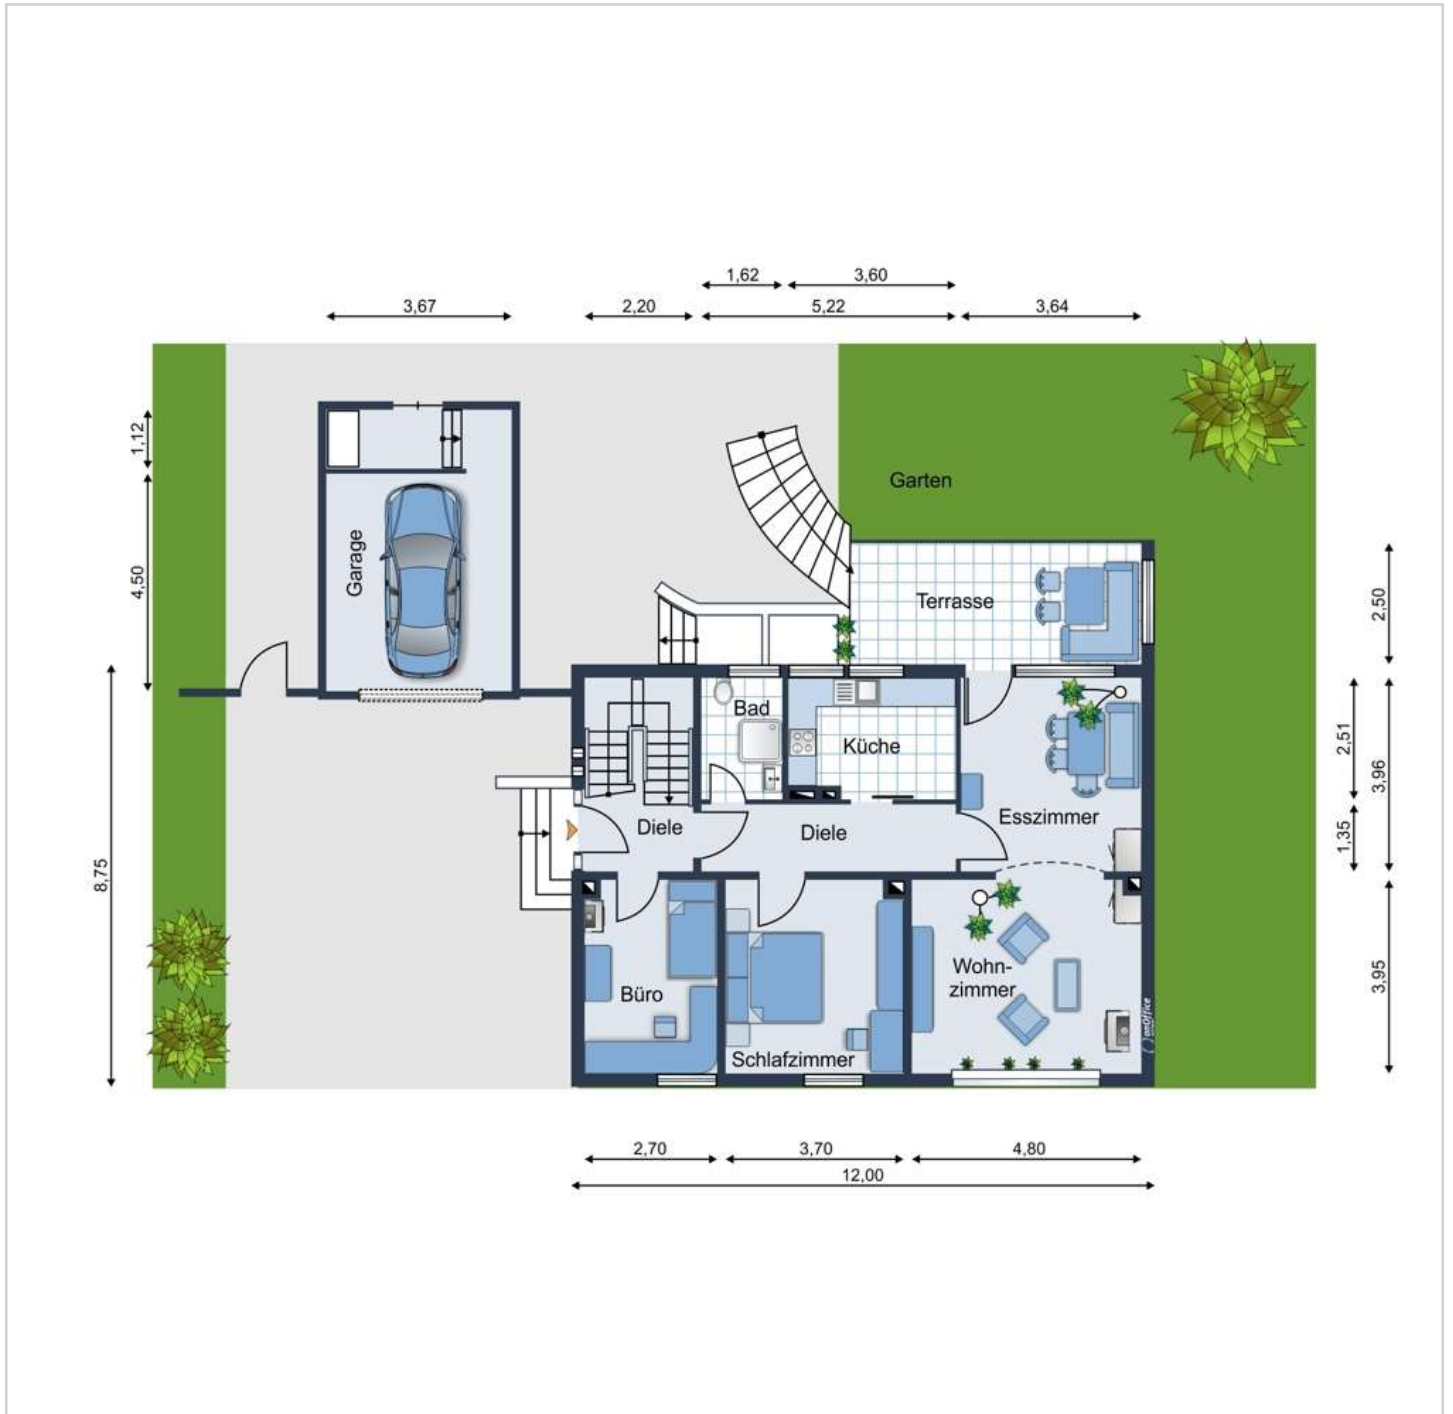 1,62
3,60
3,67
2,20
5,22
3,64
1,12
Garten
4,50
Garage
Terrasse
2,50
Bad
Küche
2,51
3,96
Diele
Diele
Esszimmer
1,35
8,75
Wohn-
zimmer
Büro
3,95
onOffice
Schlafzimmer
2,70
3,70
4,80
12,00